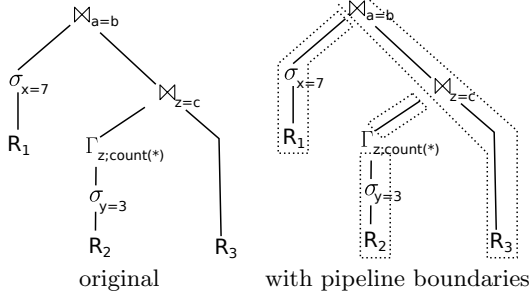 ⋈a=b
σx=7
⋈z=c
R1
Γz;count(*)
σy=3
R2
R3
original
⋈a=b
σx=7
⋈z=c
R1
Γz;count(*)
σy=3
R2
R3
with pipeline boundaries